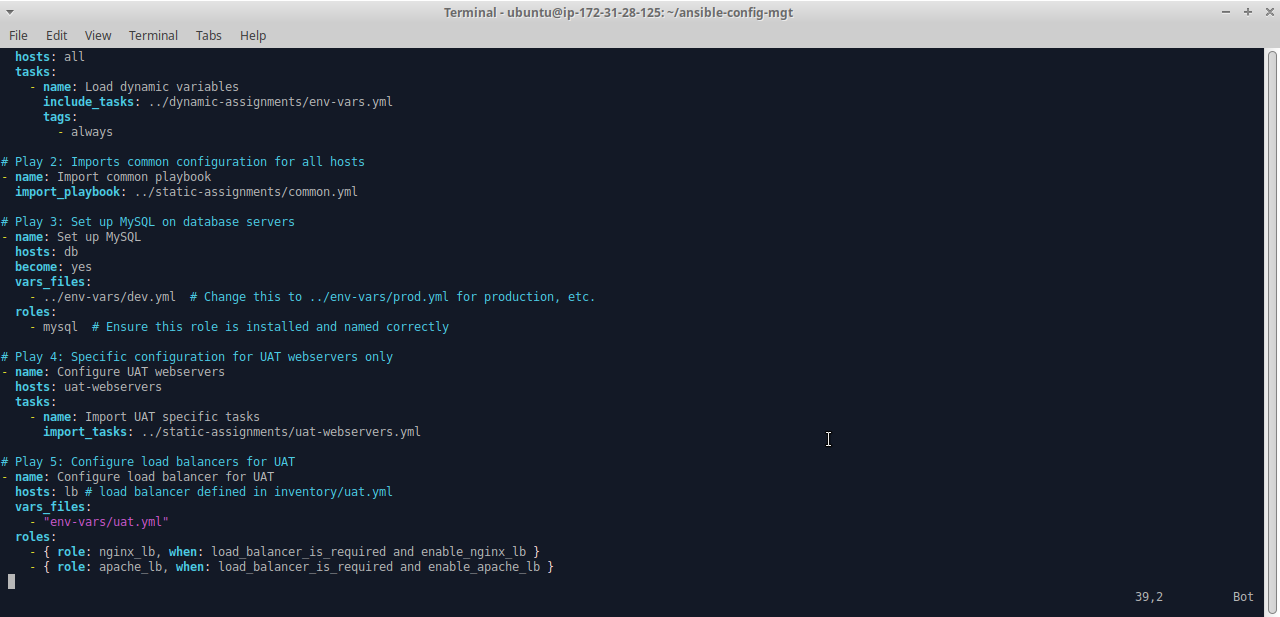 Terminal - ubuntu@ip-172-31-28-125: ~/ansible-config-mgt
File Edit View Terminal Tabs Help
  hosts: all
  tasks:
    - name: Load dynamic variables
      include_tasks: ../dynamic-assignments/env-vars.yml
      tags:
        - always

# Play 2: Imports common configuration for all hosts
- name: Import common playbook
  import_playbook: ../static-assignments/common.yml

# Play 3: Set up MySQL on database servers
- name: Set up MySQL
  hosts: db
  become: yes
  vars_files:
    - ../env-vars/dev.yml  # Change this to ../env-vars/prod.yml for production, etc.
  roles:
    - mysql  # Ensure this role is installed and named correctly

# Play 4: Specific configuration for UAT webservers only
- name: Configure UAT webservers
  hosts: uat-webservers
  tasks:
    - name: Import UAT specific tasks
      import_tasks: ../static-assignments/uat-webservers.yml

# Play 5: Configure load balancers for UAT
- name: Configure load balancer for UAT
  hosts: lb # load balancer defined in inventory/uat.yml
  vars_files:
    - "env-vars/uat.yml"
  roles:
    - { role: nginx_lb, when: load_balancer_is_required and enable_nginx_lb }
    - { role: apache_lb, when: load_balancer_is_required and enable_apache_lb }
39,2 Bot